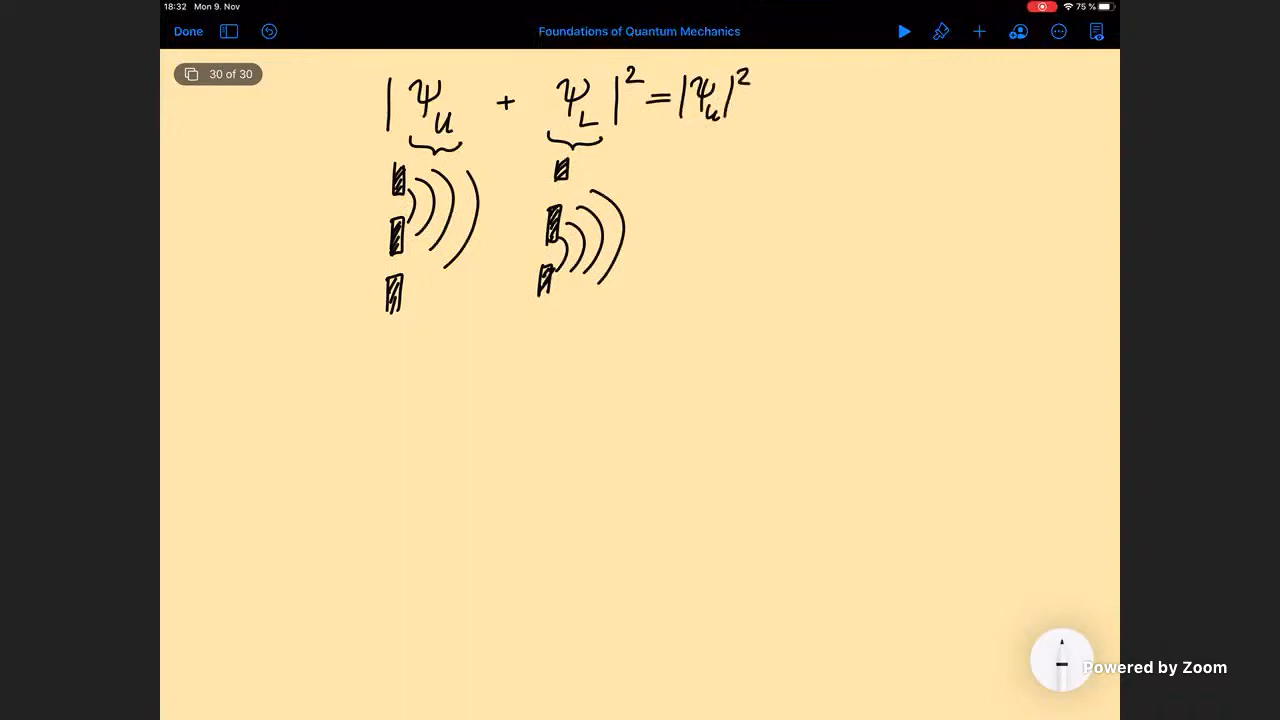 18:32 Mon 9. Nov 75 %
Done Foundations of Quantum Mechanics
30 of 30
|Ψ_u + Ψ_L|² = |Ψ_u|²
Powered by Zoom